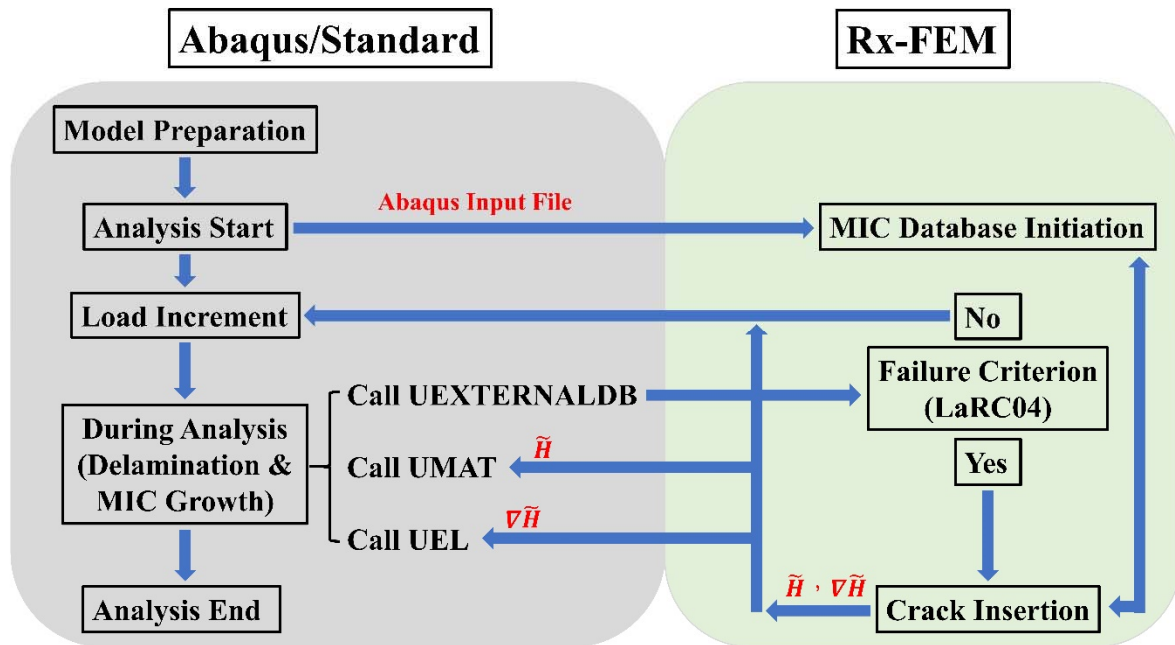 Abaqus/Standard
Rx-FEM
Model Preparation
Abaqus Input File
Analysis Start
MIC Database Initiation
Load Increment
No
Call UEXTERNALDB
Failure Criterion
(LaRC04)
During Analysis
(Delamination &
MIC Growth)
Call UMAT
H̃
Yes
Call UEL
∇H̃
Analysis End
H̃ , ∇H̃
Crack Insertion